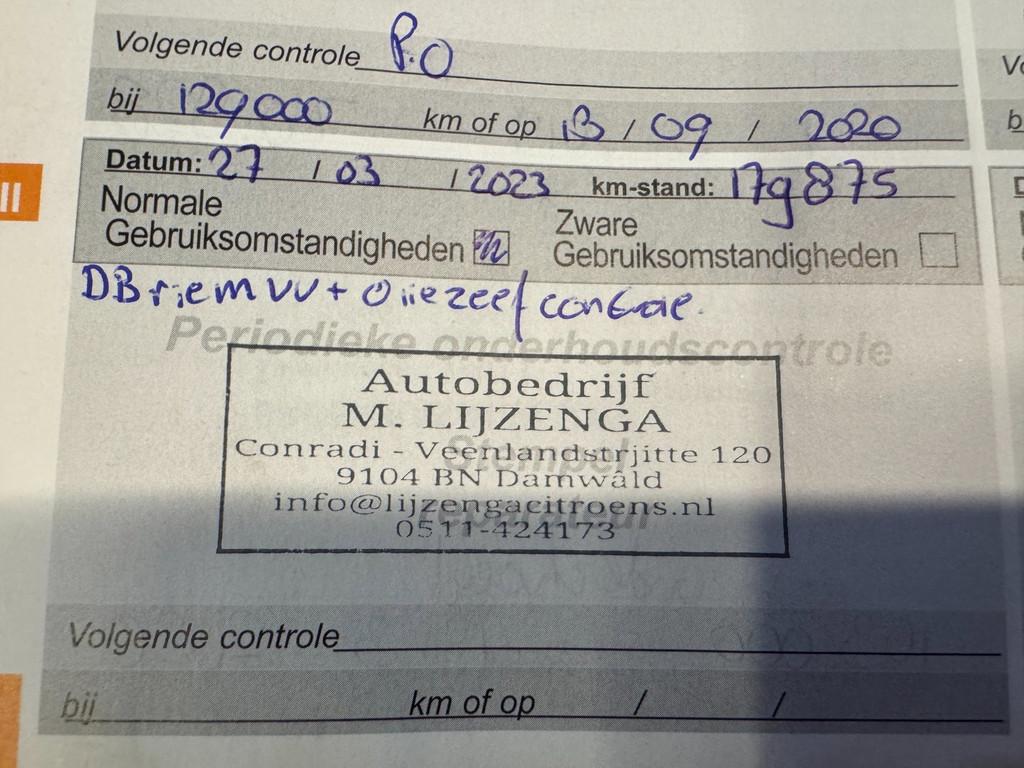 Volgende controle P.O
bij 129000 km of op 13 / 09 / 2020
Datum: 27 / 03 / 2023 km-stand: 179875
Normale Gebruiksomstandigheden
Zware Gebruiksomstandigheden
DB riem VV + Oliezeef controle.
Periodieke onderhoudscontrole
Autobedrijf
M. LIJZENGA
Conradi - Veenlandstrjitte 120
Stempel
9104 BN Damwâld
info@lijzengacitroens.nl
0511-424173
Volgende controle
bij km of op / /